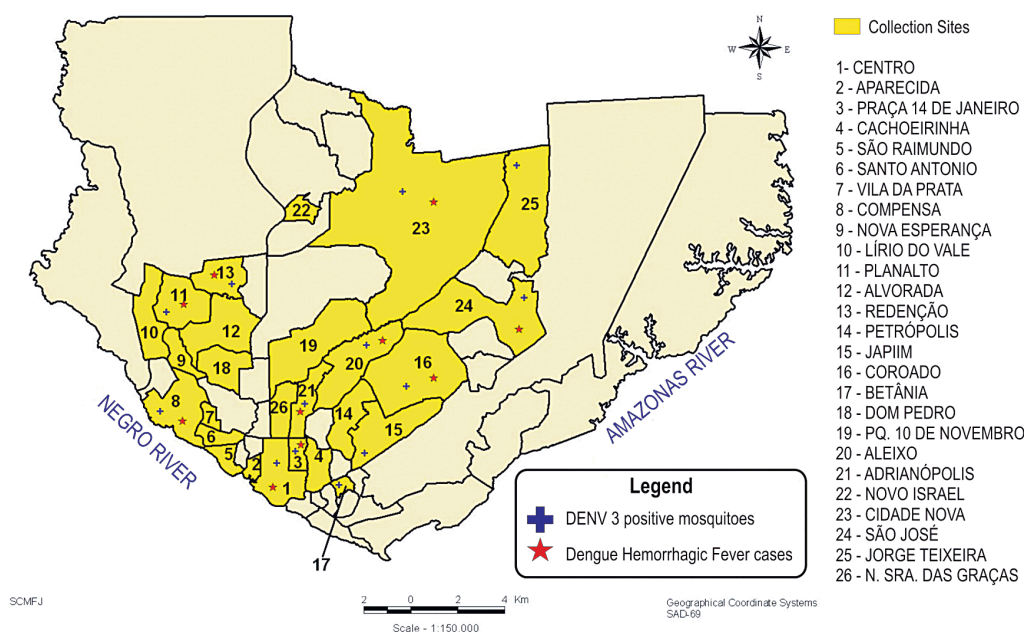 N
W
E
S
Collection Sites
1- CENTRO
2 - APARECIDA
3 - PRAÇA 14 DE JANEIRO
4 - CACHOEIRINHA
5 - SÃO RAIMUNDO
6 - SANTO ANTONIO
7 - VILA DA PRATA
8 - COMPENSA
9 - NOVA ESPERANÇA
10 - LÍRIO DO VALE
11 - PLANALTO
12 - ALVORADA
13 - REDENÇÃO
14 - PETRÓPOLIS
15 - JAPIIM
16 - COROADO
17 - BETÂNIA
18 - DOM PEDRO
19 - PQ. 10 DE NOVEMBRO
20 - ALEIXO
21 - ADRIANÓPOLIS
22 - NOVO ISRAEL
23 - CIDADE NOVA
24 - SÃO JOSÉ
25 - JORGE TEIXEIRA
26 - N. SRA. DAS GRAÇAS
22
25
23
13
11
24
10
12
19
9
20
16
18
21
8
26
7
14
6
15
5
2
3
4
1
17
NEGRO RIVER
AMAZONAS RIVER
Legend
DENV 3 positive mosquitoes
Dengue Hemorrhagic Fever cases
SCMFJ
2 0 2 4 Km
Scale - 1:150.000
Geographical Coordinate Systems
SAD-69